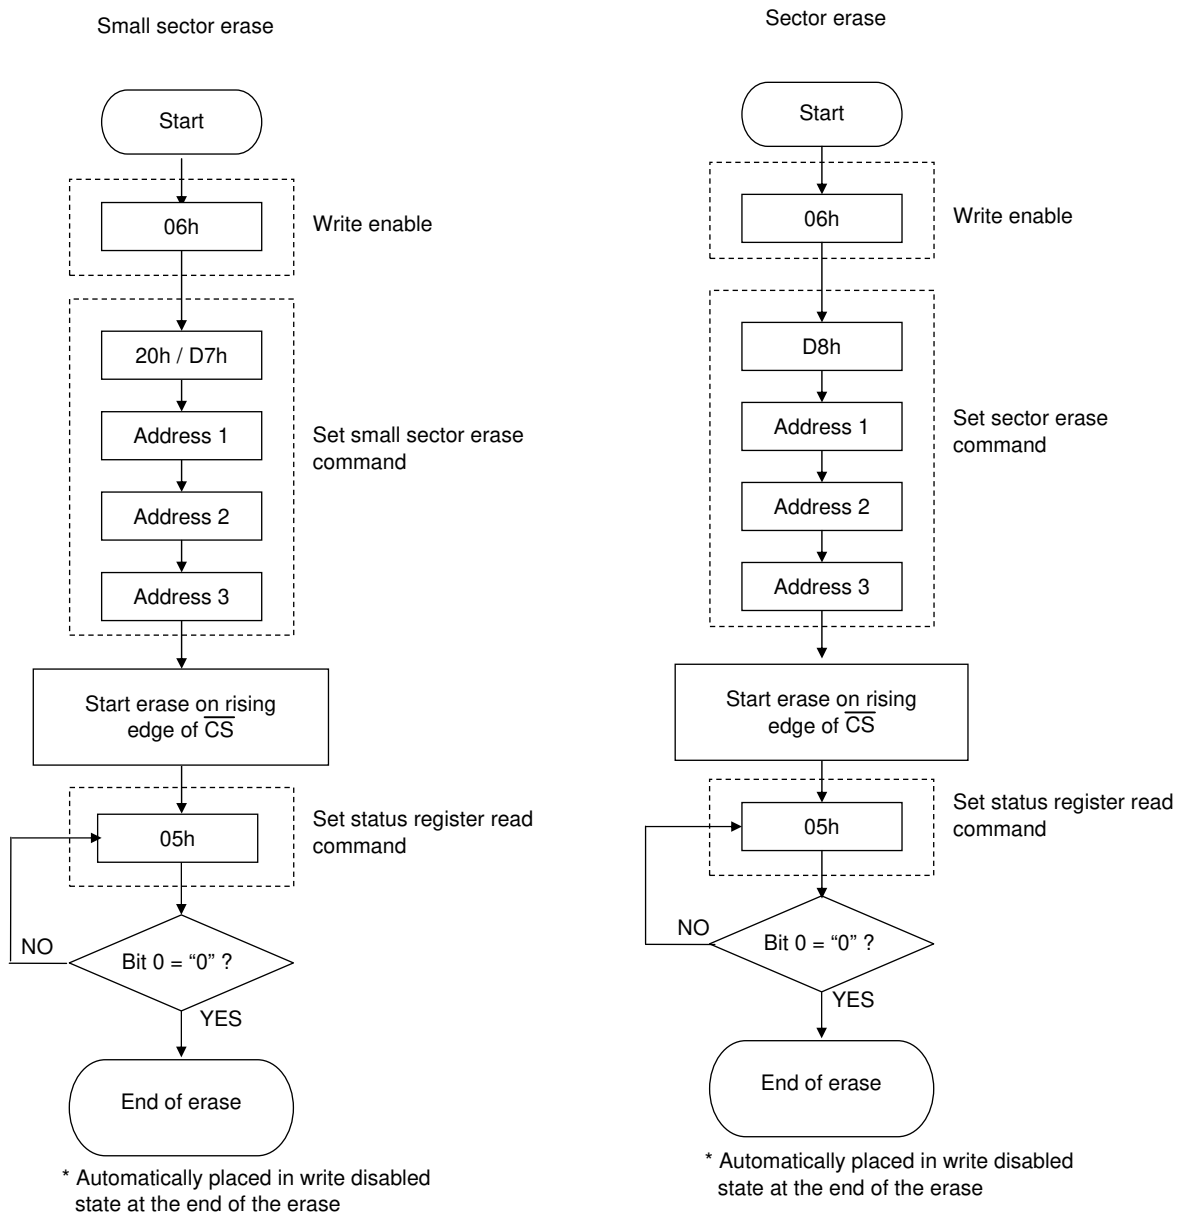 Small sector erase
Start
06h
Write enable
20h / D7h
Address 1
Set small sector erase
command
Address 2
Address 3
Start erase on rising
edge of C̅S̅
05h
Set status register read
command
NO
Bit 0 = “0” ?
YES
End of erase
* Automatically placed in write disabled
state at the end of the erase
Sector erase
Start
06h
Write enable
D8h
Address 1
Set sector erase
command
Address 2
Address 3
Start erase on rising
edge of C̅S̅
05h
Set status register read
command
NO
Bit 0 = “0” ?
YES
End of erase
* Automatically placed in write disabled
state at the end of the erase